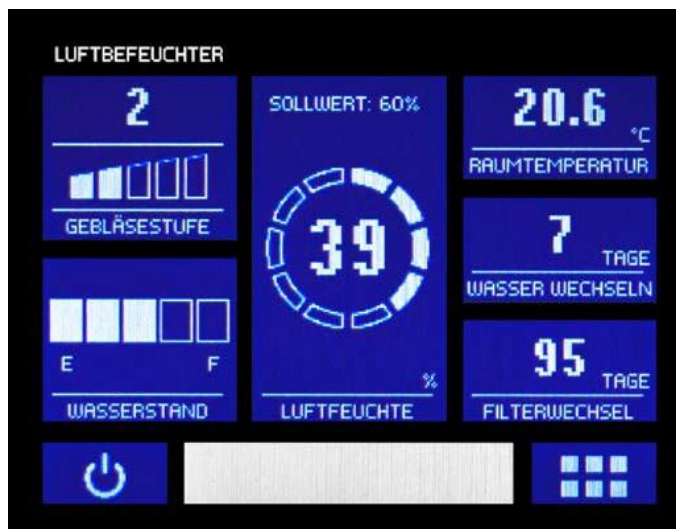 LUFTBEFEUCHTER
2
GEBLÄSESTUFE
E F
WASSERSTAND
SOLLWERT: 60%
39
%
LUFTFEUCHTE
20.6
°C
RAUMTEMPERATUR
7
TAGE
WASSER WECHSELN
95
TAGE
FILTERWECHSEL